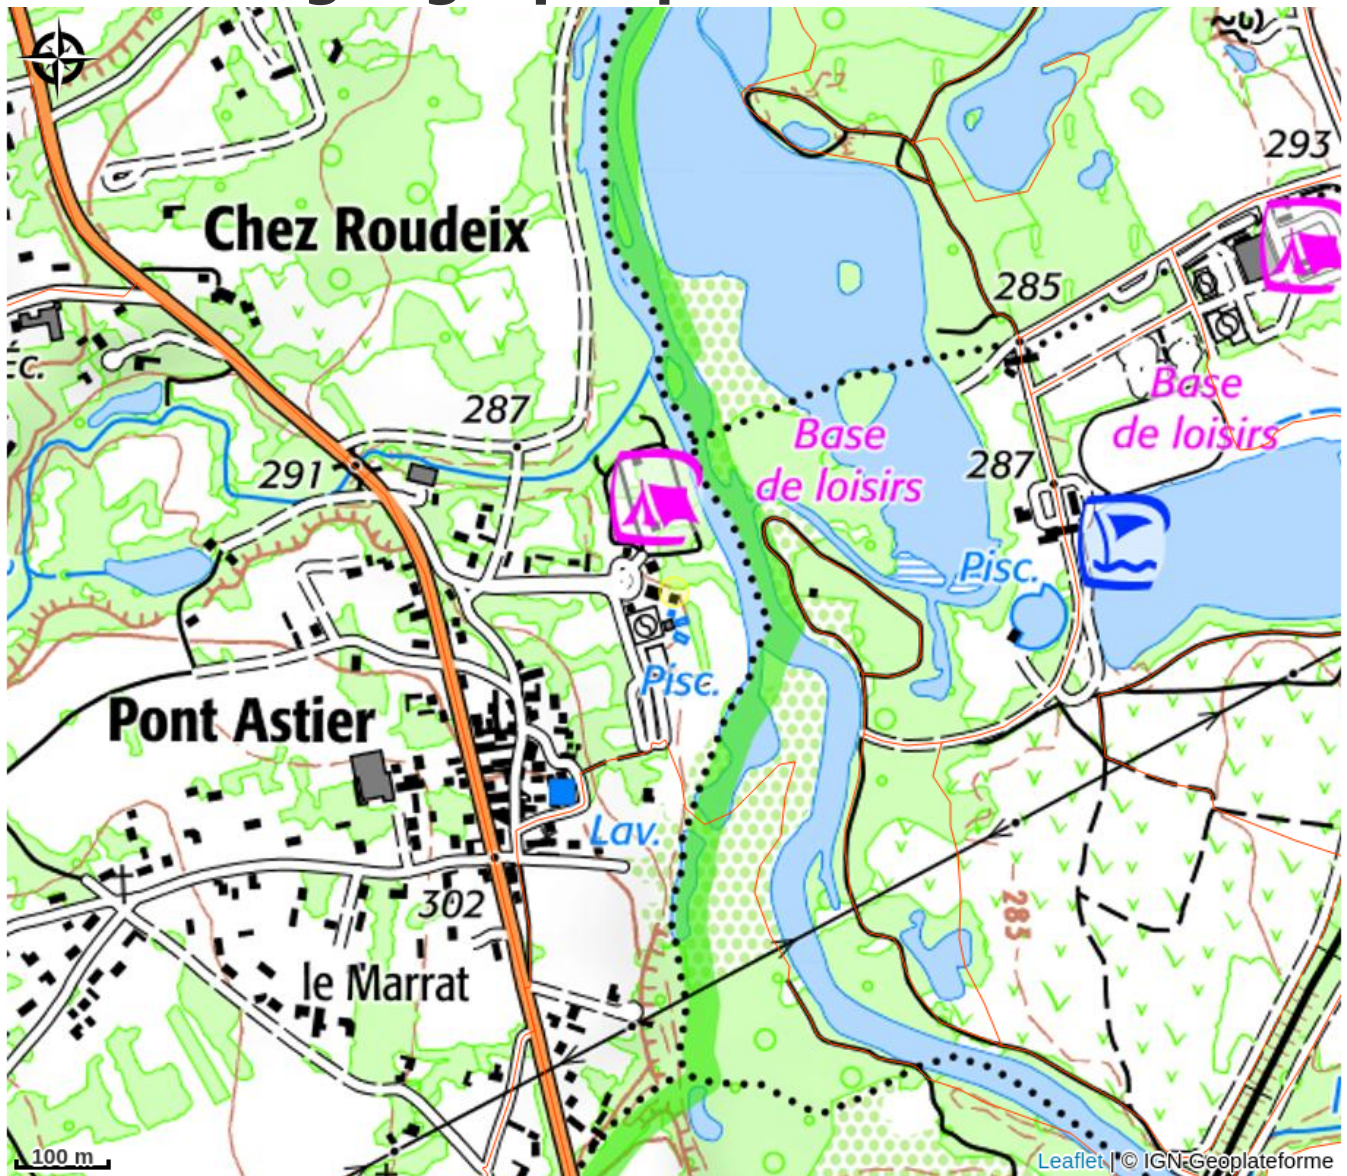 293
Chez Roudeix
285
Base
de loisirs
287
Base
de loisirs
291
287
Pisc.
Pisc.
Pont Astier
Lav.
302
283
le Marrat
100 m
Leaflet | © IGN-Geoplateforme